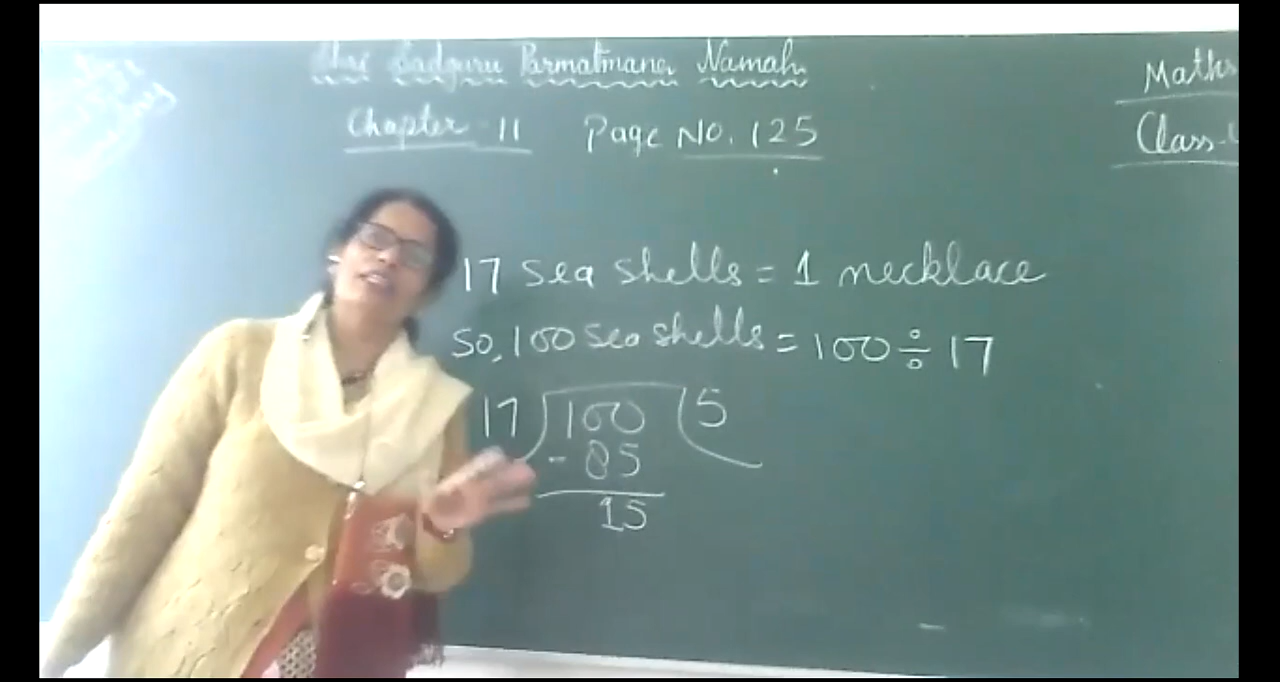 Shri Sadguru Parmatmane Namah
Maths
Chapter - 11 Page No. 125
Class-
17 sea shells = 1 necklace
So, 100 sea shells = 100 ÷ 17
17 ) 100 ( 5
- 85
15